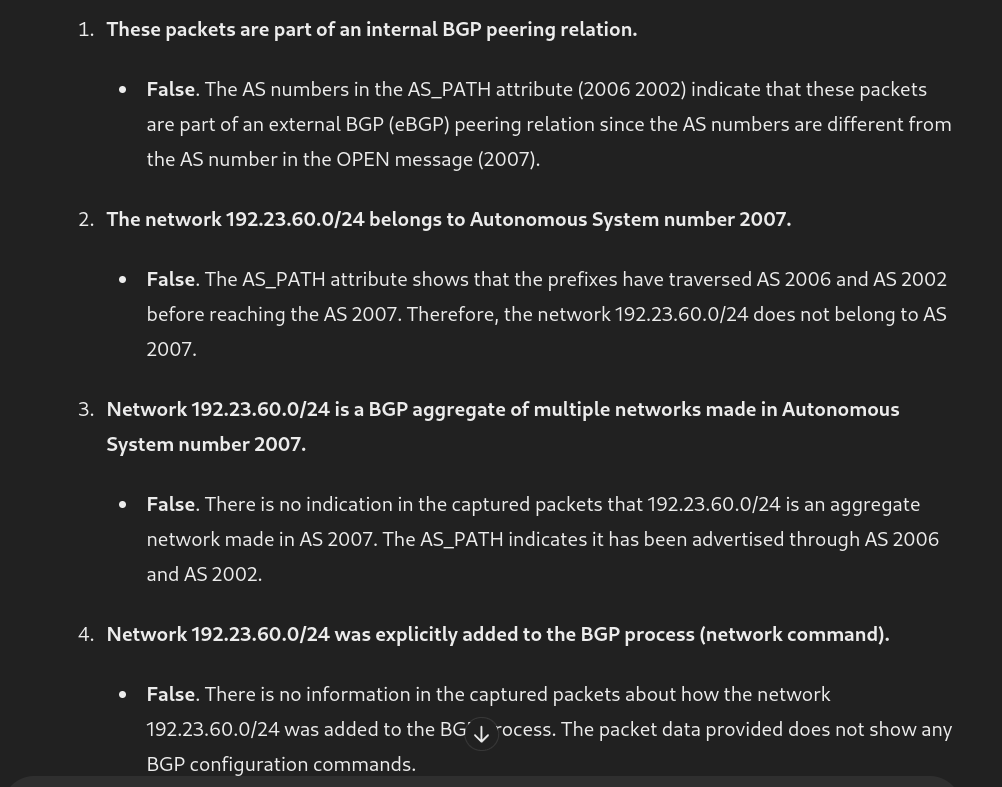 1. These packets are part of an internal BGP peering relation.
• False. The AS numbers in the AS_PATH attribute (2006 2002) indicate that these packets
are part of an external BGP (eBGP) peering relation since the AS numbers are different from
the AS number in the OPEN message (2007).
2. The network 192.23.60.0/24 belongs to Autonomous System number 2007.
• False. The AS_PATH attribute shows that the prefixes have traversed AS 2006 and AS 2002
before reaching the AS 2007. Therefore, the network 192.23.60.0/24 does not belong to AS
2007.
3. Network 192.23.60.0/24 is a BGP aggregate of multiple networks made in Autonomous
System number 2007.
• False. There is no indication in the captured packets that 192.23.60.0/24 is an aggregate
network made in AS 2007. The AS_PATH indicates it has been advertised through AS 2006
and AS 2002.
4. Network 192.23.60.0/24 was explicitly added to the BGP process (network command).
• False. There is no information in the captured packets about how the network
192.23.60.0/24 was added to the BGP process. The packet data provided does not show any
BGP configuration commands.